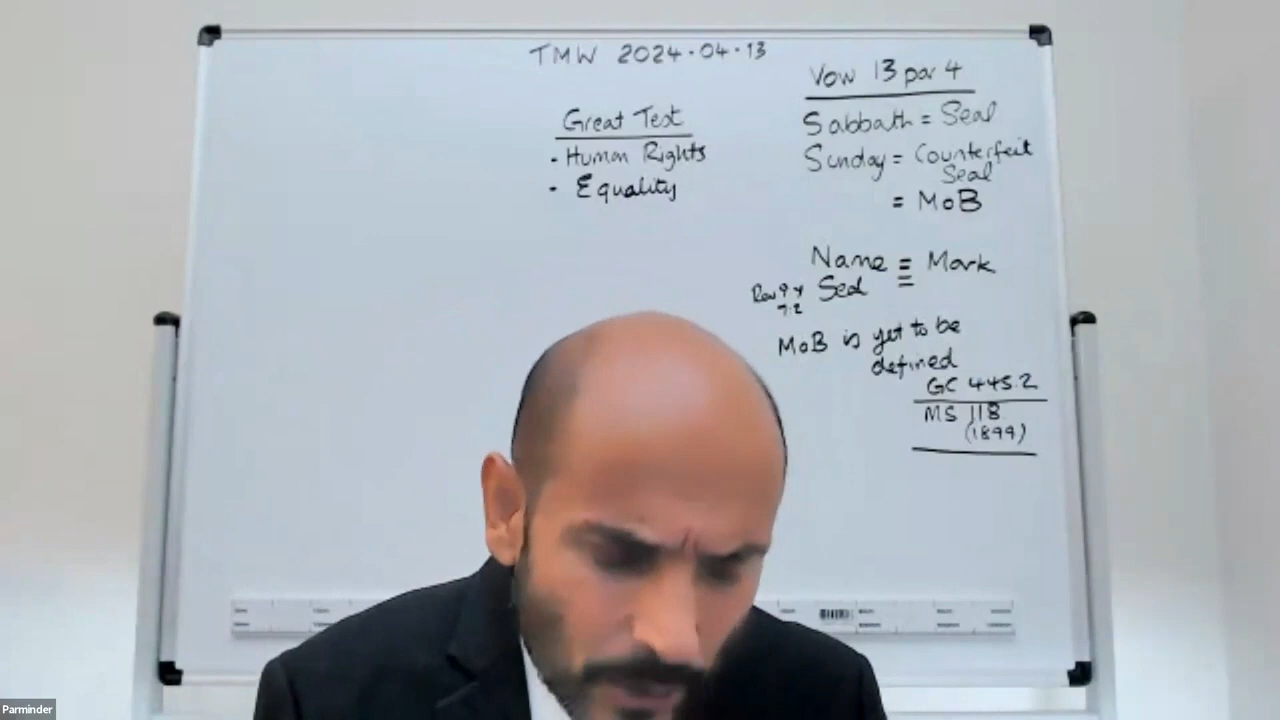 TMW 2024.04.13
Great Test
• Human Rights
• Equality
Vow 13 par 4
Sabbath = Seal
Sunday = Counterfeit
Seal
= MoB
Name = Mark
Rev 9:4 Seal =
7:2
MoB is yet to be
defined
GC 445.2
MS 118
(1899)
Parminder